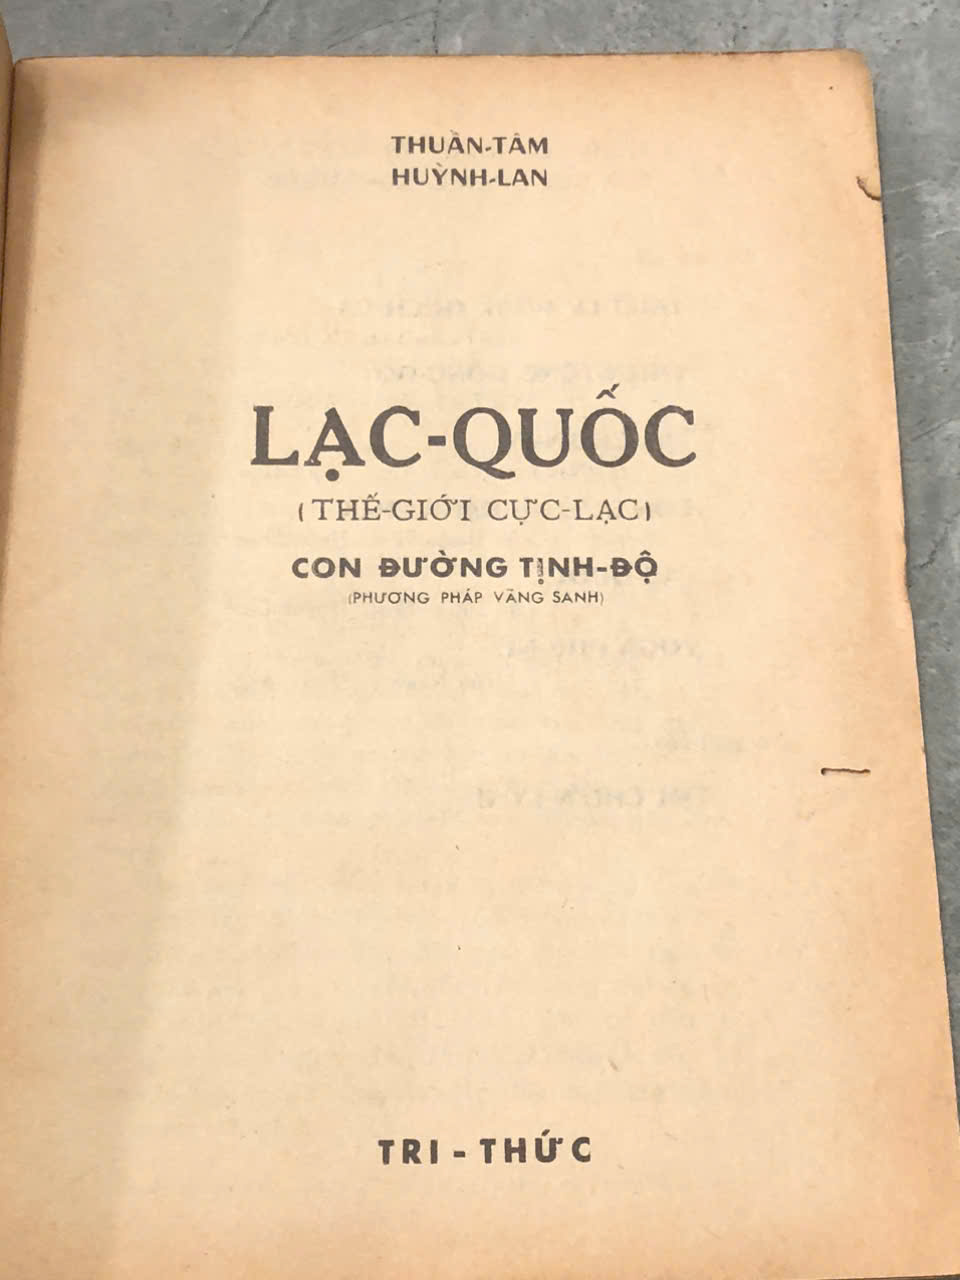 THUẦN-TÂM
HUỲNH-LAN
LẠC-QUỐC
(THẾ-GIỚI CỰC-LẠC)
CON ĐƯỜNG TỊNH-ĐỘ
(PHƯƠNG PHÁP VÃNG SANH)
TRI-THỨC